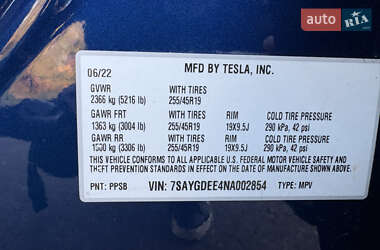 auto RIA
MFD BY TESLA, INC.
06/22
GVWR WITH TIRES
2366 kg (5216 lb) 255/45R19
GAWR FRT WITH TIRES RIM COLD TIRE PRESSURE
1363 kg (3004 lb) 255/45R19 19X9.5J 290 kPa, 42 psi
GAWR RR WITH TIRES RIM COLD TIRE PRESSURE
(3306 lb) 255/45R19 19X9.5J 290 kPa, 42 psi
THIS VEHICLE CONFORMS TO ALL APPLICABLE U.S. FEDERAL MOTOR VEHICLE SAFETY
AND THEFT PREVENTION STANDARDS IN EFFECT ON THE DATE OF MANUFACTURE
SHOWN ABOVE.
PNT: PPSB VIN: 7SAYGDEE4NA002854 TYPE: MPV